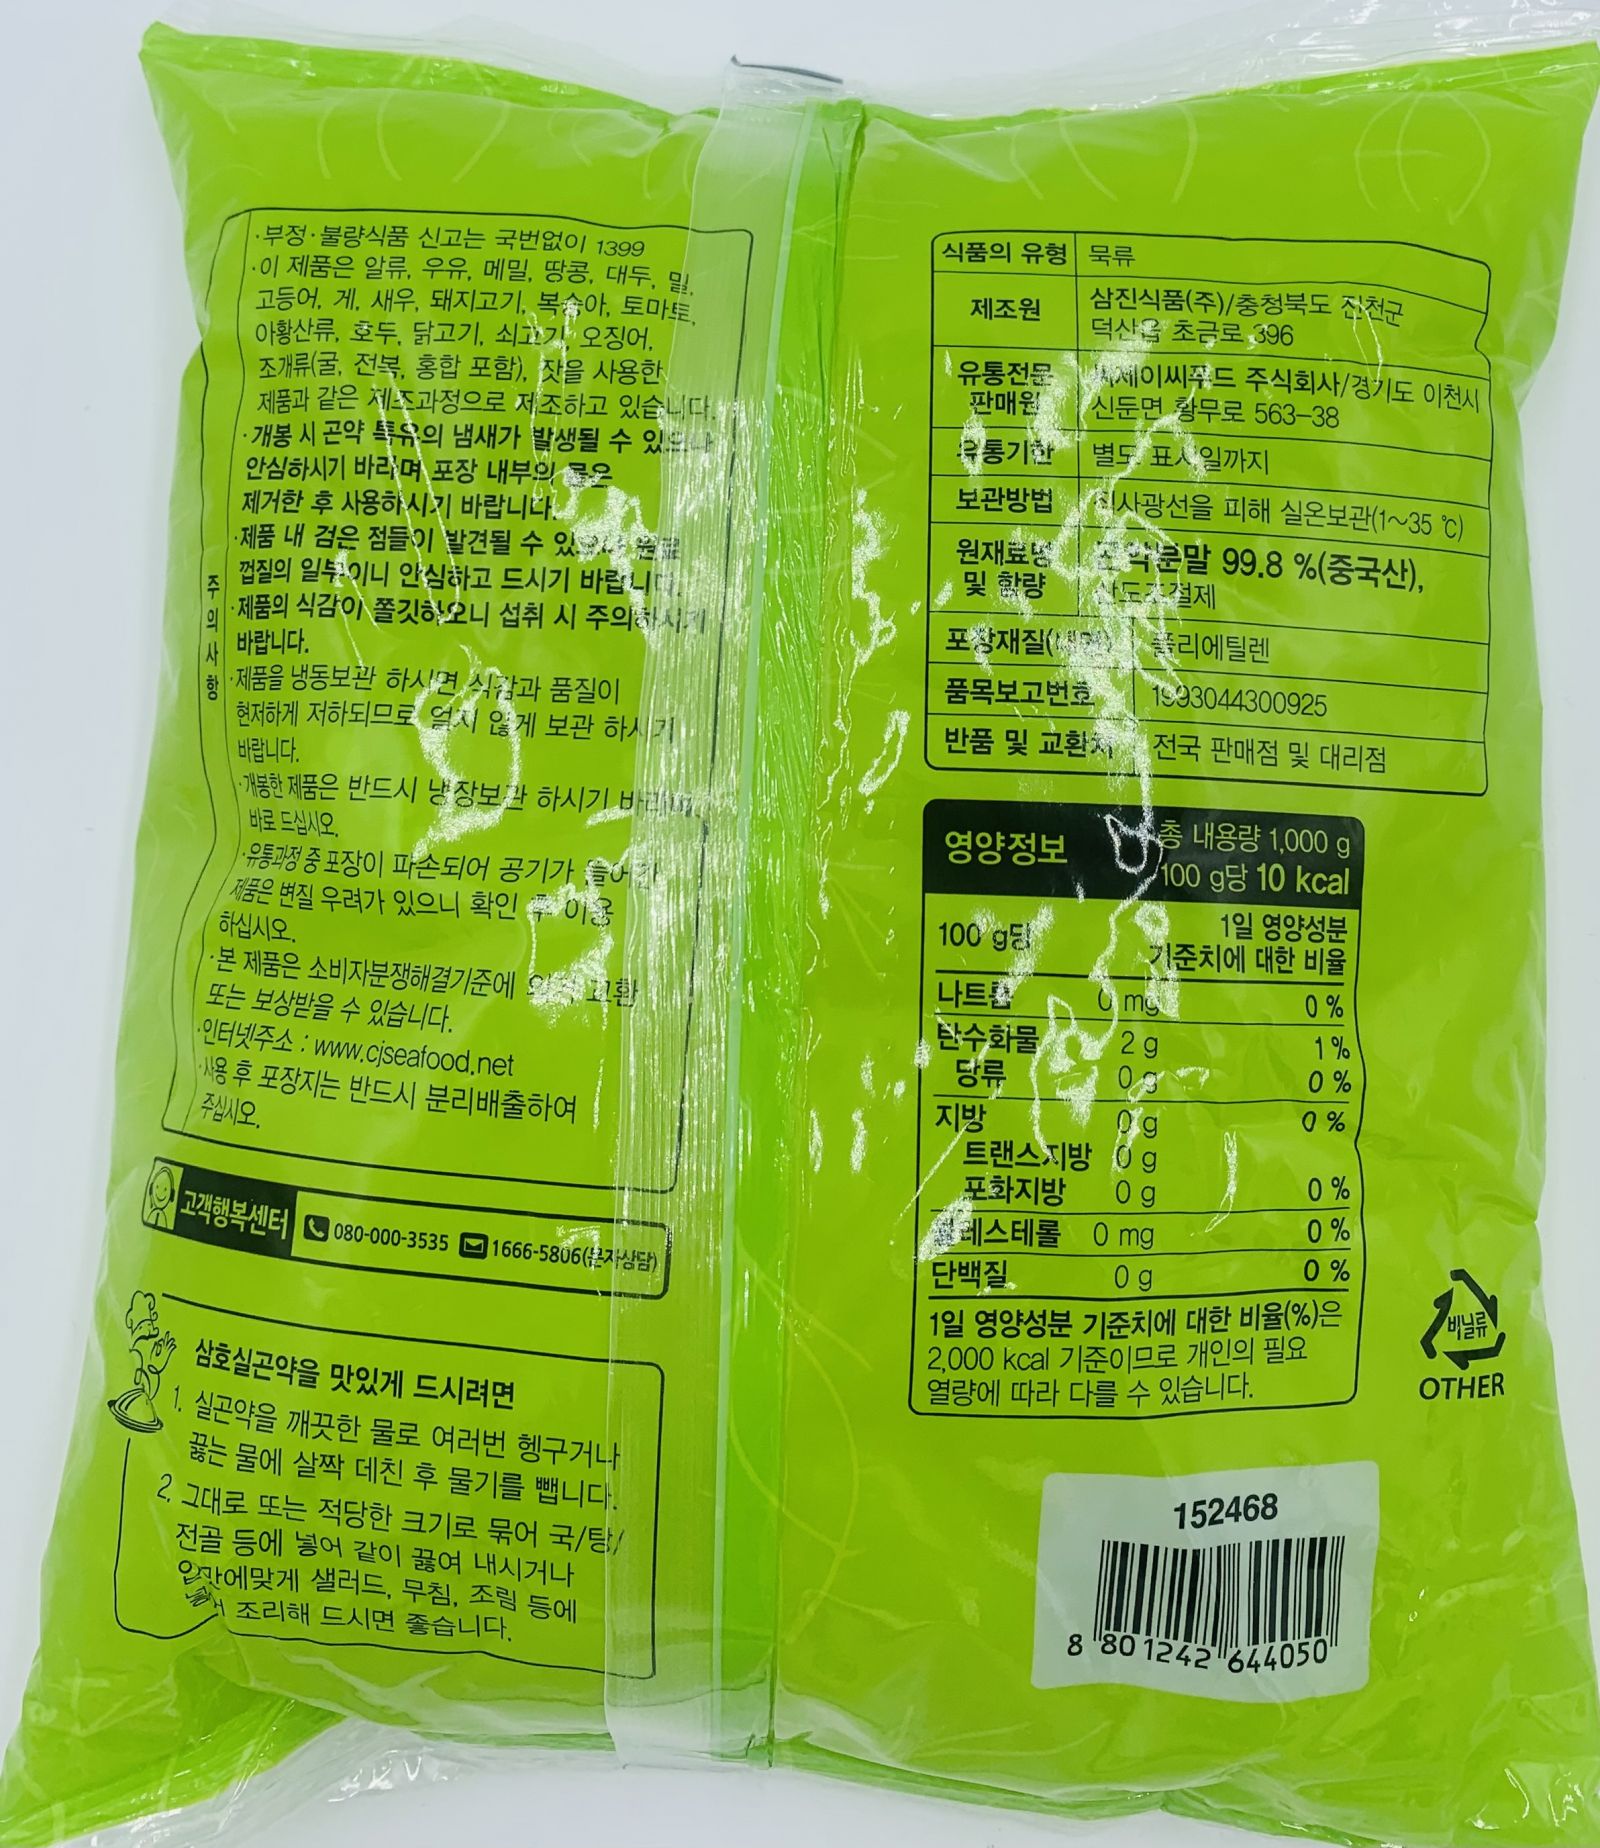 ·부정·불량식품 신고는 국번없이 1399
·이 제품은 알류, 우유, 메밀, 땅콩, 대두, 밀,
고등어, 게, 새우, 돼지고기, 복숭아, 토마토,
아황산류, 호두, 닭고기, 쇠고기, 오징어,
조개류(굴, 전복, 홍합 포함), 잣을 사용한
제품과 같은 제조과정으로 제조하고 있습니다.
·개봉 시 곤약 특유의 냄새가 발생될 수 있으나
안심하시기 바라며, 포장 내부의 물은
제거한 후 사용하시기 바랍니다.
·제품 내 검은 점들이 발견될 수 있으나 원료
껍질의 일부이니 안심하고 드시기 바랍니다.
·제품의 식감이 쫄깃하오니 섭취 시 주의하시기
바랍니다.
·제품을 냉동보관 하시면 식감과 품질이
현저하게 저하되므로 얼지 않게 보관 하시기
바랍니다.
·개봉한 제품은 반드시 냉장보관 하시기 바라며,
바로 드십시오.
·유통과정 중 포장이 파손되어 공기가 들어간
제품은 변질 우려가 있으니 확인 후 이용
하십시오.
·본 제품은 소비자분쟁해결기준에 교환
또는 보상받을 수 있습니다.
·인터넷주소 : www.cjseafood.net
·사용 후 포장지는 반드시 분리배출하여
주십시오.
주의사항
고객행복센터 080-000-3535 1666-5806(문자상담)
삼호실곤약을 맛있게 드시려면
1. 실곤약을 깨끗한 물로 여러번 헹구거나
끓는 물에 살짝 데친 후 물기를 뺍니다.
2. 그대로 또는 적당한 크기로 묶어 국/탕/
전골 등에 넣어 같이 끓여 내시거나
입맛에맞게 샐러드, 무침, 조림 등에
조리해 드시면 좋습니다.
식품의 유형 묵류
제조원 삼진식품(주)/충청북도 진천군
덕산읍 초금로 396
유통전문판매원 씨제이씨푸드 주식회사/경기도 이천시
신둔면 황무로 563-38
유통기한 별도 표시일까지
보관방법 직사광선을 피해 실온보관(1~35 ℃)
원재료명 및 함량 곤약분말 99.8 %(중국산),
산도조절제
포장재질(내면) 폴리에틸렌
품목보고번호 1993044300925
반품 및 교환처 전국 판매점 및 대리점
영양정보 총 내용량 1,000 g
100 g당 10 kcal
100 g당 1일 영양성분
기준치에 대한 비율
나트륨 0 mg 0 %
탄수화물 2 g 1 %
당류 0 g 0 %
지방 0 g 0 %
트랜스지방 0 g
포화지방 0 g 0 %
콜레스테롤 0 mg 0 %
단백질 0 g 0 %
1일 영양성분 기준치에 대한 비율(%)은
2,000 kcal 기준이므로 개인의 필요
열량에 따라 다를 수 있습니다.
비닐류
OTHER
152468
8 801242 644050